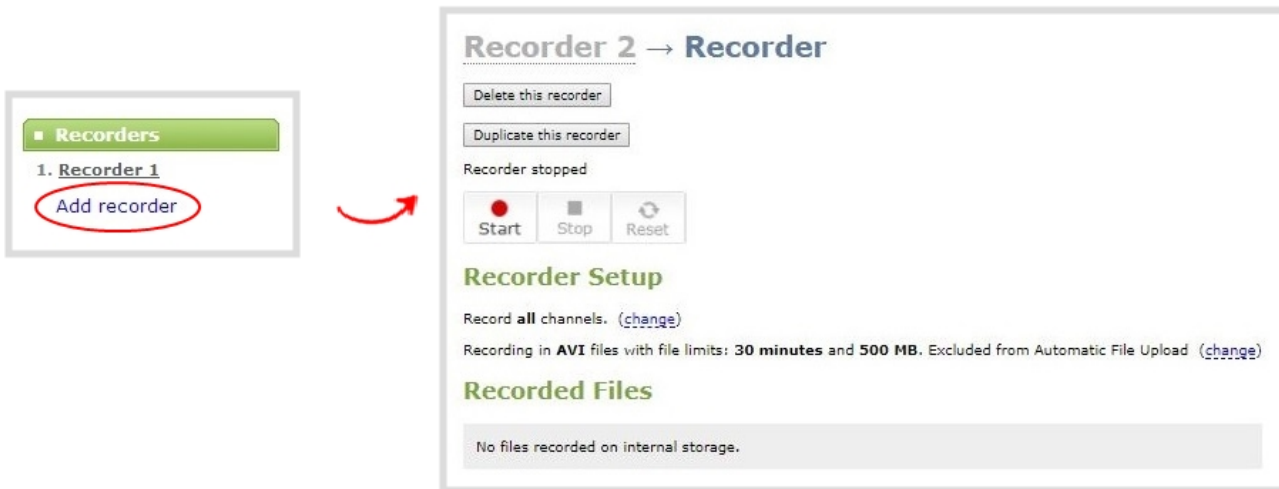 Recorders
1. Recorder 1
Add recorder
Recorder 2 → Recorder
Delete this recorder
Duplicate this recorder
Recorder stopped
Start Stop Reset
Recorder Setup
Record all channels. (change)
Recording in AVI files with file limits: 30 minutes and 500 MB. Excluded from Automatic File Upload (change)
Recorded Files
No files recorded on internal storage.